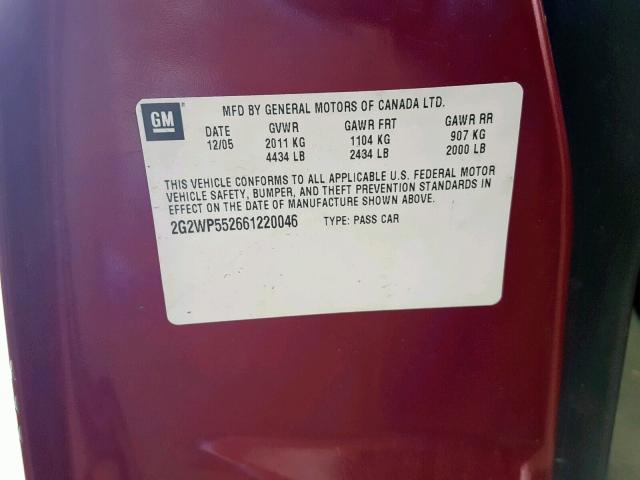 GM
MFD BY GENERAL MOTORS OF CANADA LTD.
DATE GVWR GAWR FRT GAWR RR
12/05 2011 KG 1104 KG 907 KG
4434 LB 2434 LB 2000 LB
THIS VEHICLE CONFORMS TO ALL APPLICABLE U.S. FEDERAL MOTOR
VEHICLE SAFETY, BUMPER, AND THEFT PREVENTION STANDARDS IN
EFFECT ON THE DATE OF MANUFACTURE SHOWN ABOVE.
2G2WP552661220046 TYPE: PASS CAR